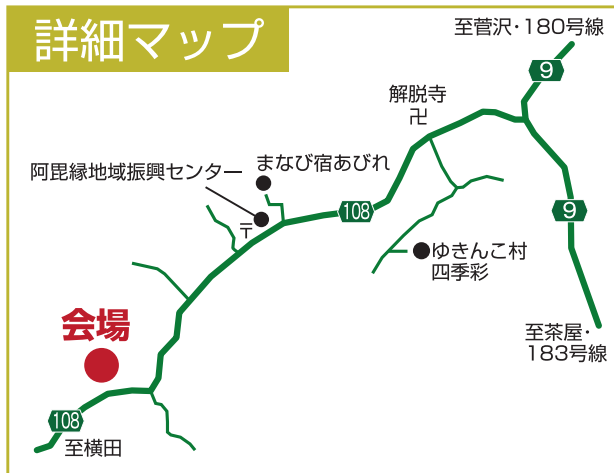 詳細マップ
至菅沢・180号線
9
解脱寺
卍
まなび宿あびれ
阿毘縁地域振興センター
〒
108
9
ゆきんこ村
四季彩
会場
至茶屋・
183号線
108
至横田